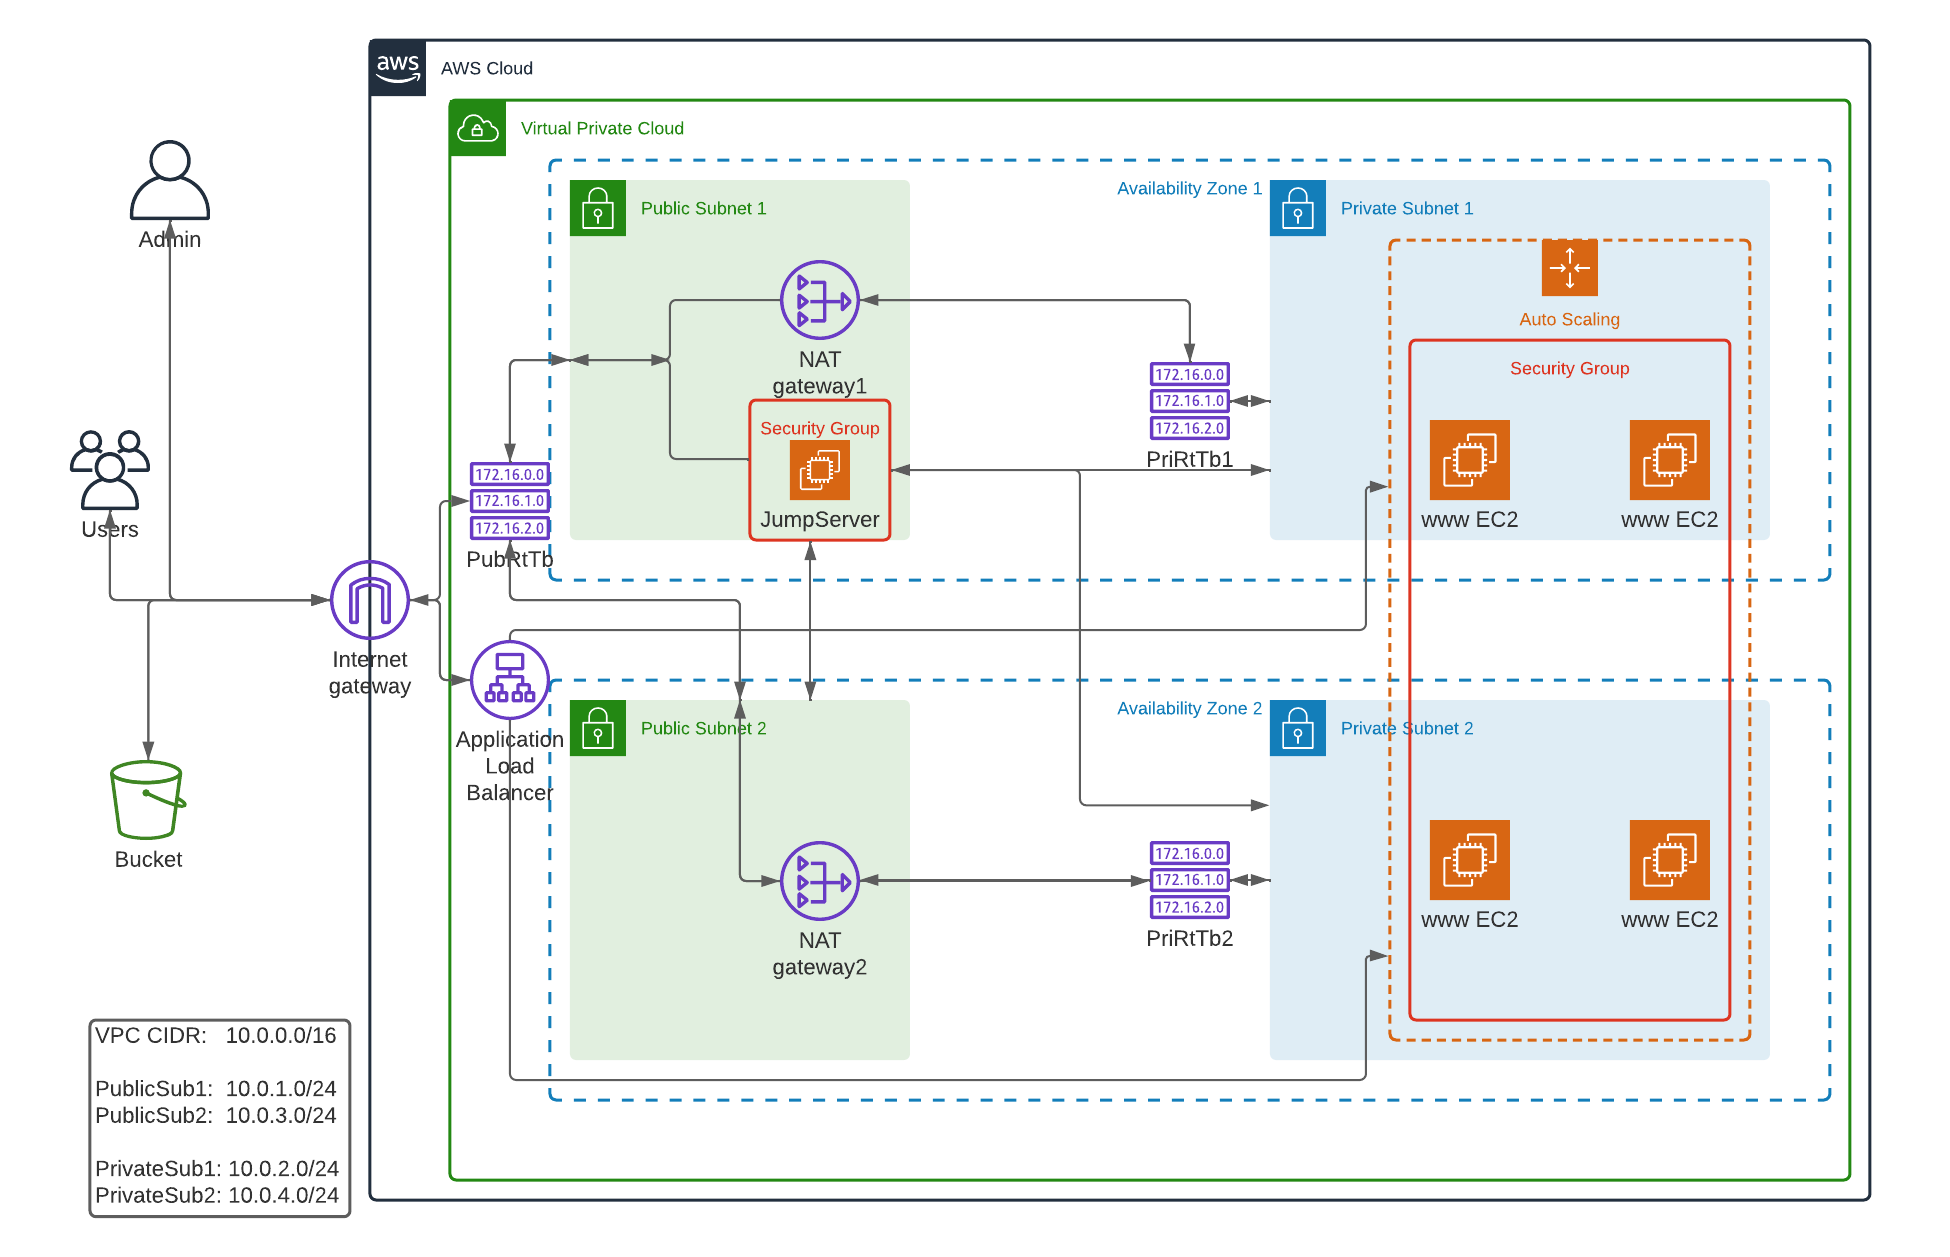 aws
AWS Cloud
Virtual Private Cloud
Admin
Users
Internet
gateway
Bucket
Availability Zone 1
Public Subnet 1
NAT
gateway1
Security Group
JumpServer
172.16.0.0
172.16.1.0
172.16.2.0
PubRtTb
172.16.0.0
172.16.1.0
172.16.2.0
PriRtTb1
Private Subnet 1
Auto Scaling
Security Group
www EC2
www EC2
Application
Load
Balancer
Availability Zone 2
Public Subnet 2
NAT
gateway2
172.16.0.0
172.16.1.0
172.16.2.0
PriRtTb2
Private Subnet 2
www EC2
www EC2
VPC CIDR: 10.0.0.0/16
PublicSub1: 10.0.1.0/24
PublicSub2: 10.0.3.0/24
PrivateSub1: 10.0.2.0/24
PrivateSub2: 10.0.4.0/24